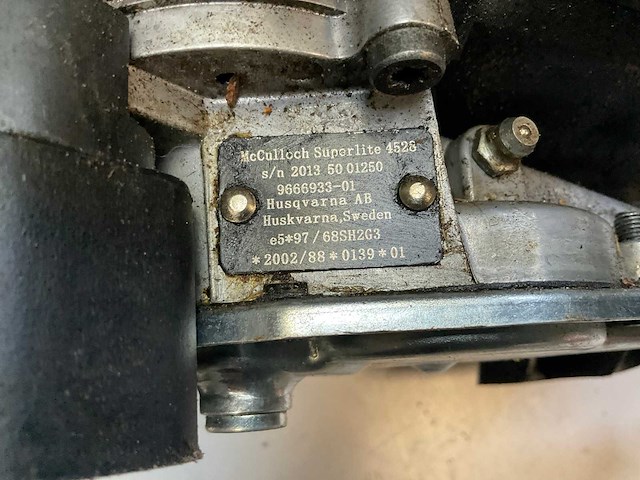 McCulloch Superlite 4528
s/n 2013 50 01250
9666933-01
Husqvarna AB
Huskvarna,Sweden
e5*97/68SH2G3
*2002/88*0139*01